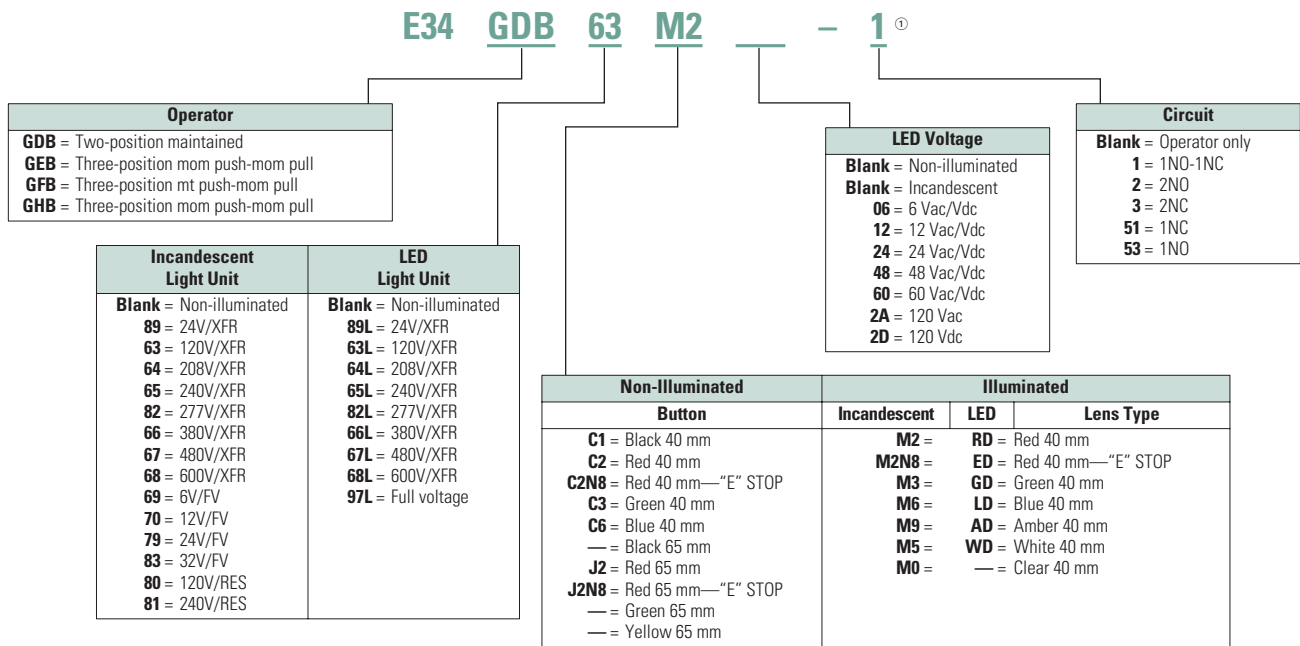 E34 GDB 63 M2 __ – 1 ①
Operator
GDB = Two-position maintained
GEB = Three-position mom push-mom pull
GFB = Three-position mt push-mom pull
GHB = Three-position mom push-mom pull
Incandescent
Light Unit
Blank = Non-illuminated
89 = 24V/XFR
63 = 120V/XFR
64 = 208V/XFR
65 = 240V/XFR
82 = 277V/XFR
66 = 380V/XFR
67 = 480V/XFR
68 = 600V/XFR
69 = 6V/FV
70 = 12V/FV
79 = 24V/FV
83 = 32V/FV
80 = 120V/RES
81 = 240V/RES
LED
Light Unit
Blank = Non-illuminated
89L = 24V/XFR
63L = 120V/XFR
64L = 208V/XFR
65L = 240V/XFR
82L = 277V/XFR
66L = 380V/XFR
67L = 480V/XFR
68L = 600V/XFR
97L = Full voltage
Non-Illuminated
Button
C1 = Black 40 mm
C2 = Red 40 mm
C2N8 = Red 40 mm—“E” STOP
C3 = Green 40 mm
C6 = Blue 40 mm
— = Black 65 mm
J2 = Red 65 mm
J2N8 = Red 65 mm—“E” STOP
— = Green 65 mm
— = Yellow 65 mm
Illuminated
Incandescent LED Lens Type
M2 = RD = Red 40 mm
M2N8 = ED = Red 40 mm—“E” STOP
M3 = GD = Green 40 mm
M6 = LD = Blue 40 mm
M9 = AD = Amber 40 mm
M5 = WD = White 40 mm
M0 = — = Clear 40 mm
LED Voltage
Blank = Non-illuminated
Blank = Incandescent
06 = 6 Vac/Vdc
12 = 12 Vac/Vdc
24 = 24 Vac/Vdc
48 = 48 Vac/Vdc
60 = 60 Vac/Vdc
2A = 120 Vac
2D = 120 Vdc
Circuit
Blank = Operator only
1 = 1NO-1NC
2 = 2NO
3 = 2NC
51 = 1NC
53 = 1NO